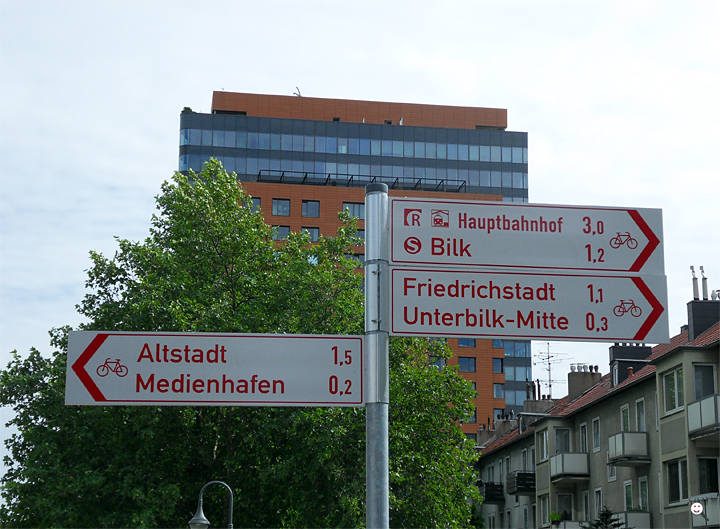 R Hauptbahnhof 3,0
S Bilk 1,2
Friedrichstadt 1,1
Unterbilk-Mitte 0,3
Altstadt 1,5
Medienhafen 0,2